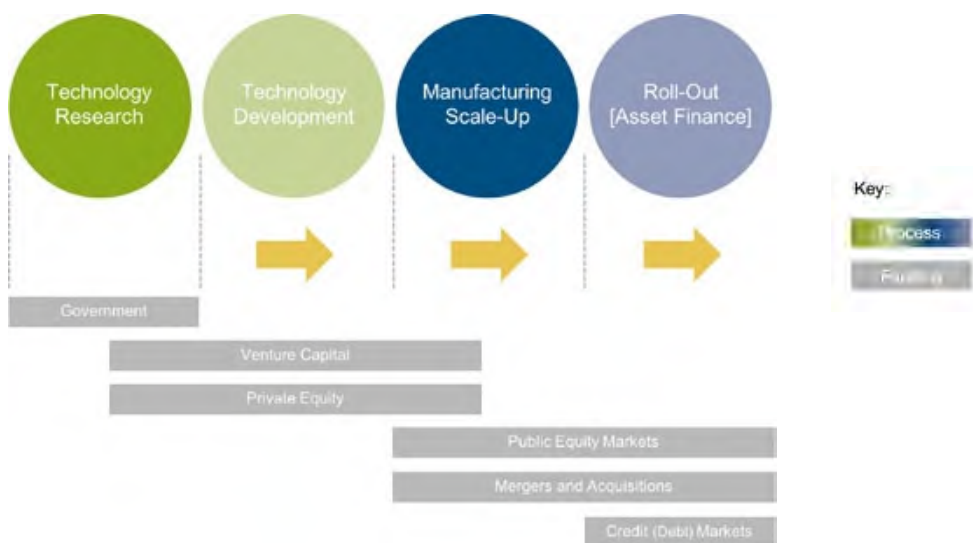 Technology
Research
Technology
Development
Manufacturing
Scale-Up
Roll-Out
[Asset Finance]
Key:
Process
Funding
Government
Venture Capital
Private Equity
Public Equity Markets
Mergers and Acquisitions
Credit (Debt) Markets